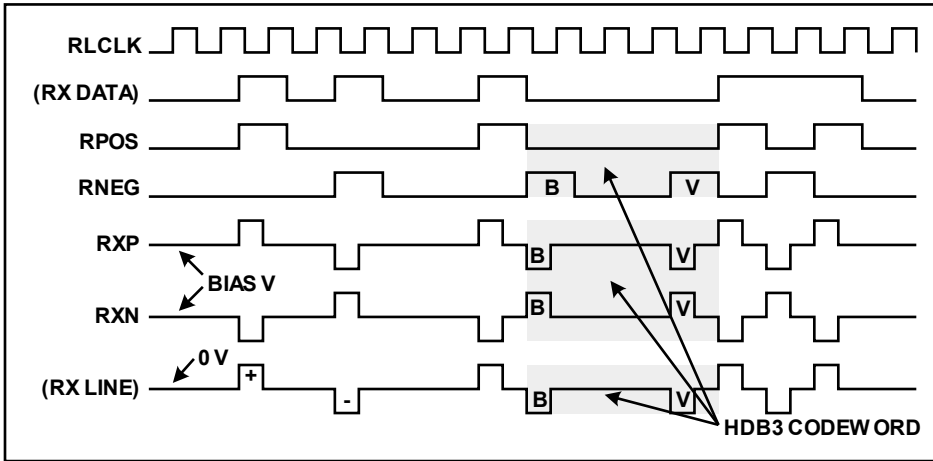 RLCLK
(RX DATA)
RPOS
RNEG B V
RXP B V
BIAS V
RXN B V
0 V
(RX LINE) + - B V
HDB3 CODEWORD